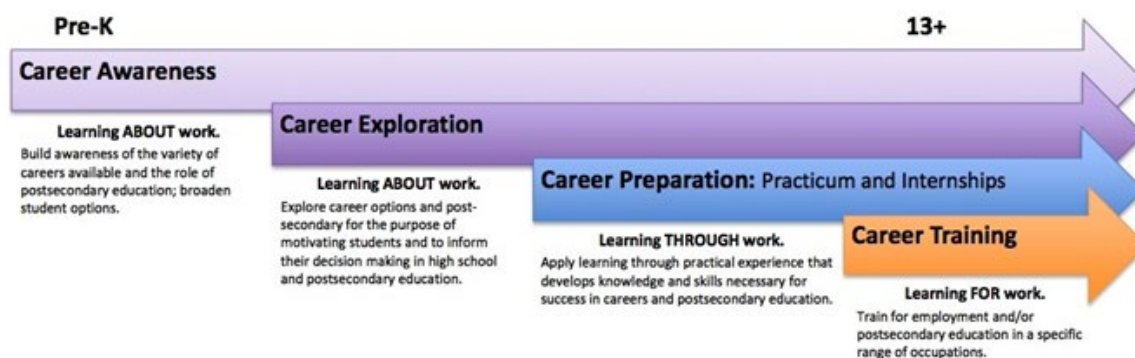 Pre-K 13+
Career Awareness
Learning ABOUT work.
Build awareness of the variety of
careers available and the role of
postsecondary education; broaden
student options.
Career Exploration
Learning ABOUT work.
Explore career options and post-
secondary for the purpose of
motivating students and to inform
their decision making in high school
and postsecondary education.
Career Preparation: Practicum and Internships
Learning THROUGH work.
Apply learning through practical experience that
develops knowledge and skills necessary for
success in careers and postsecondary education.
Career Training
Learning FOR work.
Train for employment and/or
postsecondary education in a specific
range of occupations.